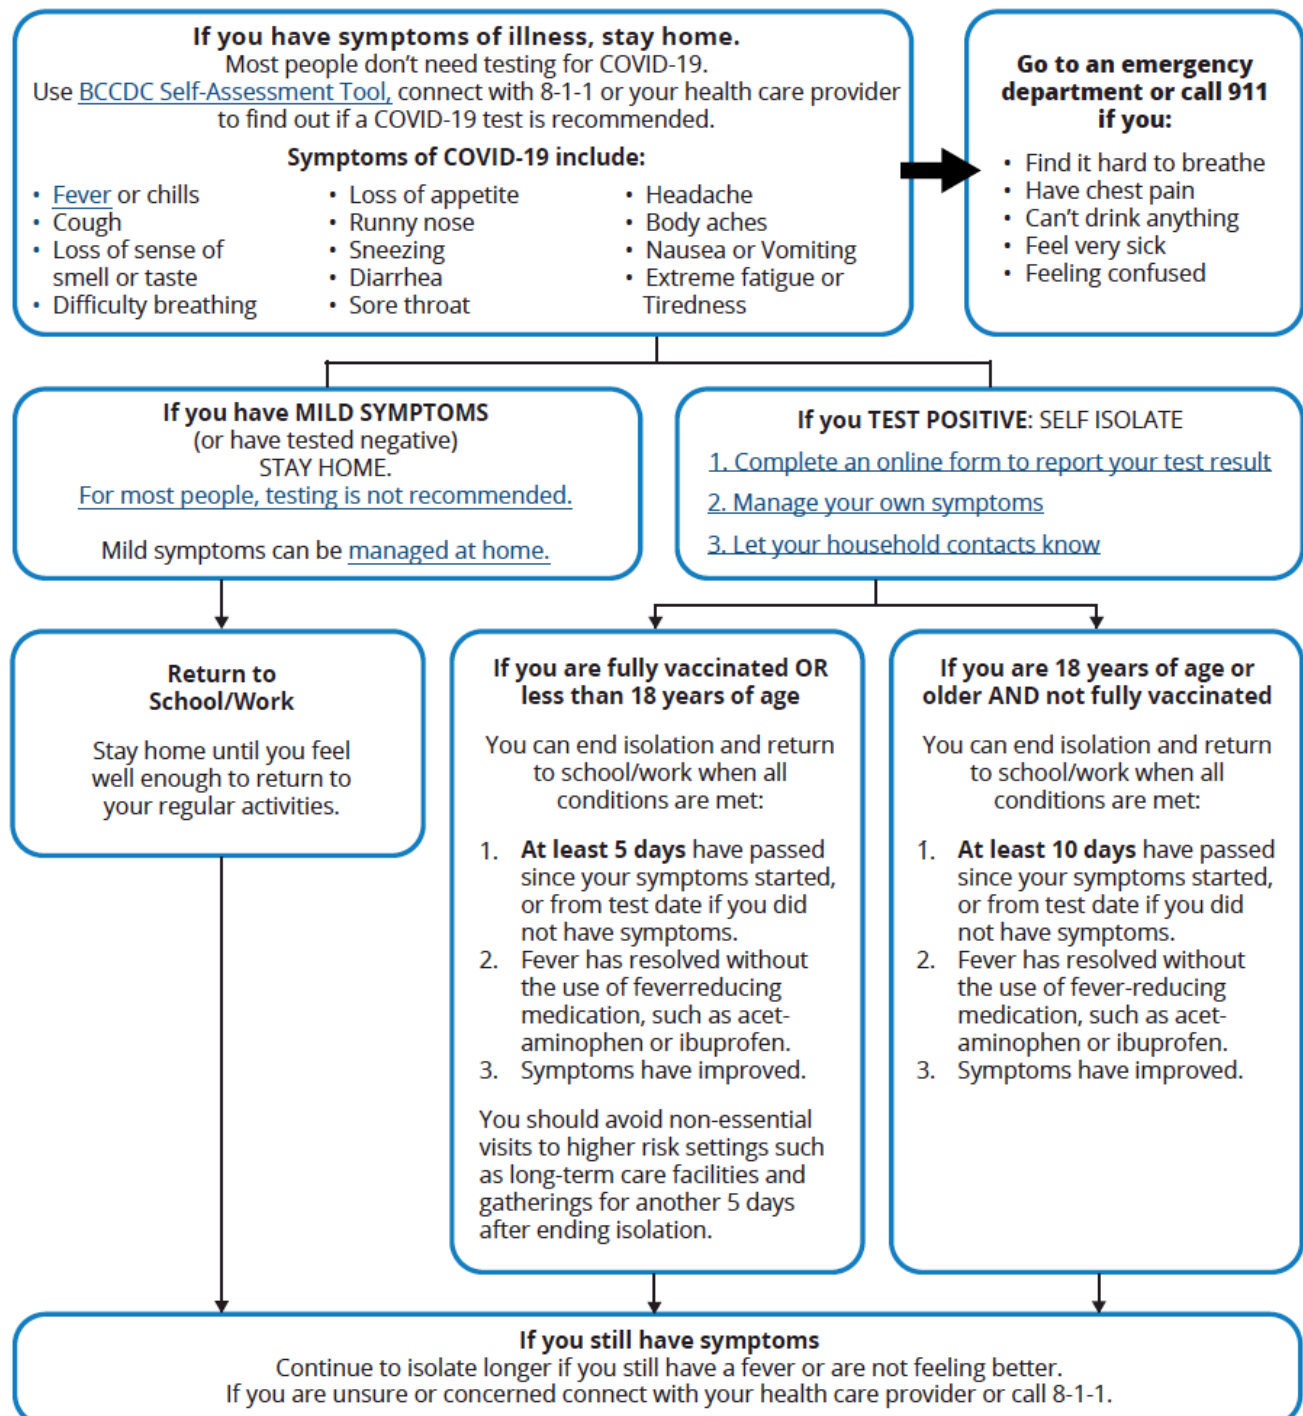 If you have symptoms of illness, stay home.
Most people don't need testing for COVID-19.
Use BCCDC Self-Assessment Tool, connect with 8-1-1 or your health care provider
to find out if a COVID-19 test is recommended.
Symptoms of COVID-19 include:
• Fever or chills
• Cough
• Loss of sense of
smell or taste
• Difficulty breathing
• Loss of appetite
• Runny nose
• Sneezing
• Diarrhea
• Sore throat
• Headache
• Body aches
• Nausea or Vomiting
• Extreme fatigue or
Tiredness
Go to an emergency
department or call 911
if you:
• Find it hard to breathe
• Have chest pain
• Can't drink anything
• Feel very sick
• Feeling confused
If you have MILD SYMPTOMS
(or have tested negative)
STAY HOME.
For most people, testing is not recommended.
Mild symptoms can be managed at home.
If you TEST POSITIVE: SELF ISOLATE
1. Complete an online form to report your test result
2. Manage your own symptoms
3. Let your household contacts know
Return to
School/Work
Stay home until you feel
well enough to return to
your regular activities.
If you are fully vaccinated OR
less than 18 years of age
You can end isolation and return
to school/work when all
conditions are met:
1. At least 5 days have passed
since your symptoms started,
or from test date if you did
not have symptoms.
2. Fever has resolved without
the use of feverreducing
medication, such as acet-
aminophen or ibuprofen.
3. Symptoms have improved.
You should avoid non-essential
visits to higher risk settings such
as long-term care facilities and
gatherings for another 5 days
after ending isolation.
If you are 18 years of age or
older AND not fully vaccinated
You can end isolation and return
to school/work when all
conditions are met:
1. At least 10 days have passed
since your symptoms started,
or from test date if you did
not have symptoms.
2. Fever has resolved without
the use of fever-reducing
medication, such as acet-
aminophen or ibuprofen.
3. Symptoms have improved.
If you still have symptoms
Continue to isolate longer if you still have a fever or are not feeling better.
If you are unsure or concerned connect with your health care provider or call 8-1-1.